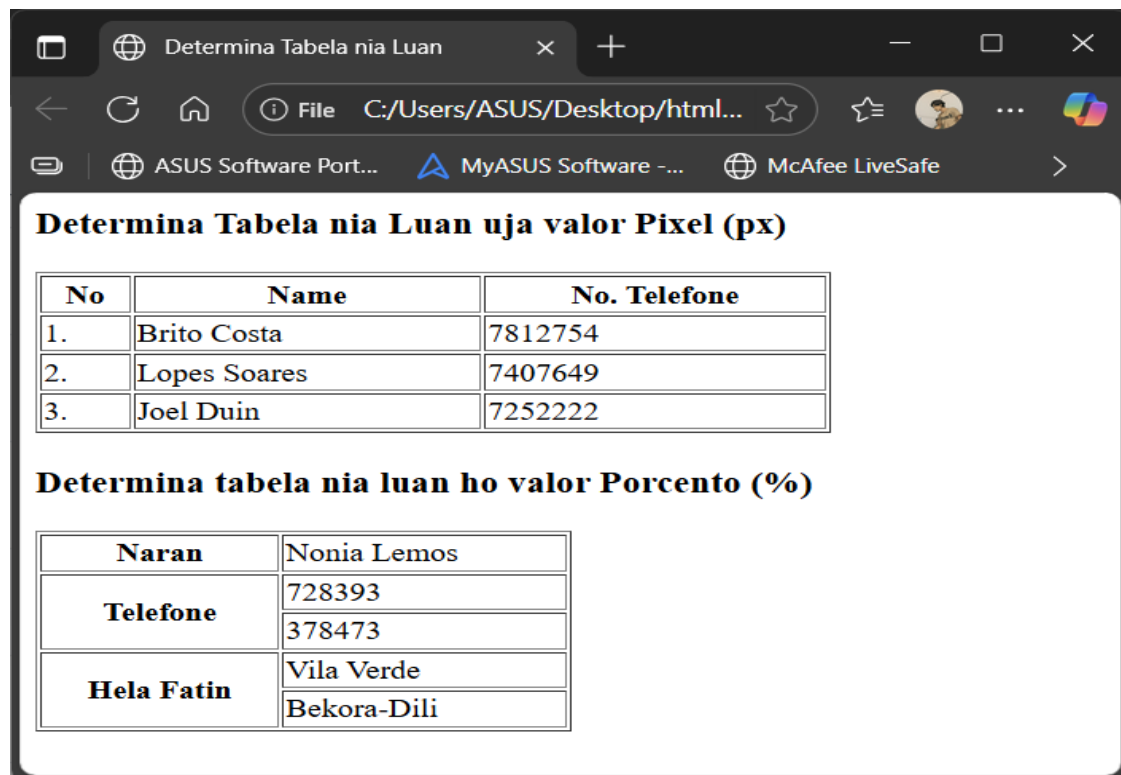 Determina Tabela nia Luan
File C:/Users/ASUS/Desktop/html...
ASUS Software Port... MyASUS Software -... McAfee LiveSafe
Determina Tabela nia Luan uja valor Pixel (px)
No Name No. Telefone
1. Brito Costa 7812754
2. Lopes Soares 7407649
3. Joel Duin 7252222
Determina tabela nia luan ho valor Porcento (%)
Naran Nonia Lemos
Telefone 728393
378473
Hela Fatin Vila Verde
Bekora-Dili